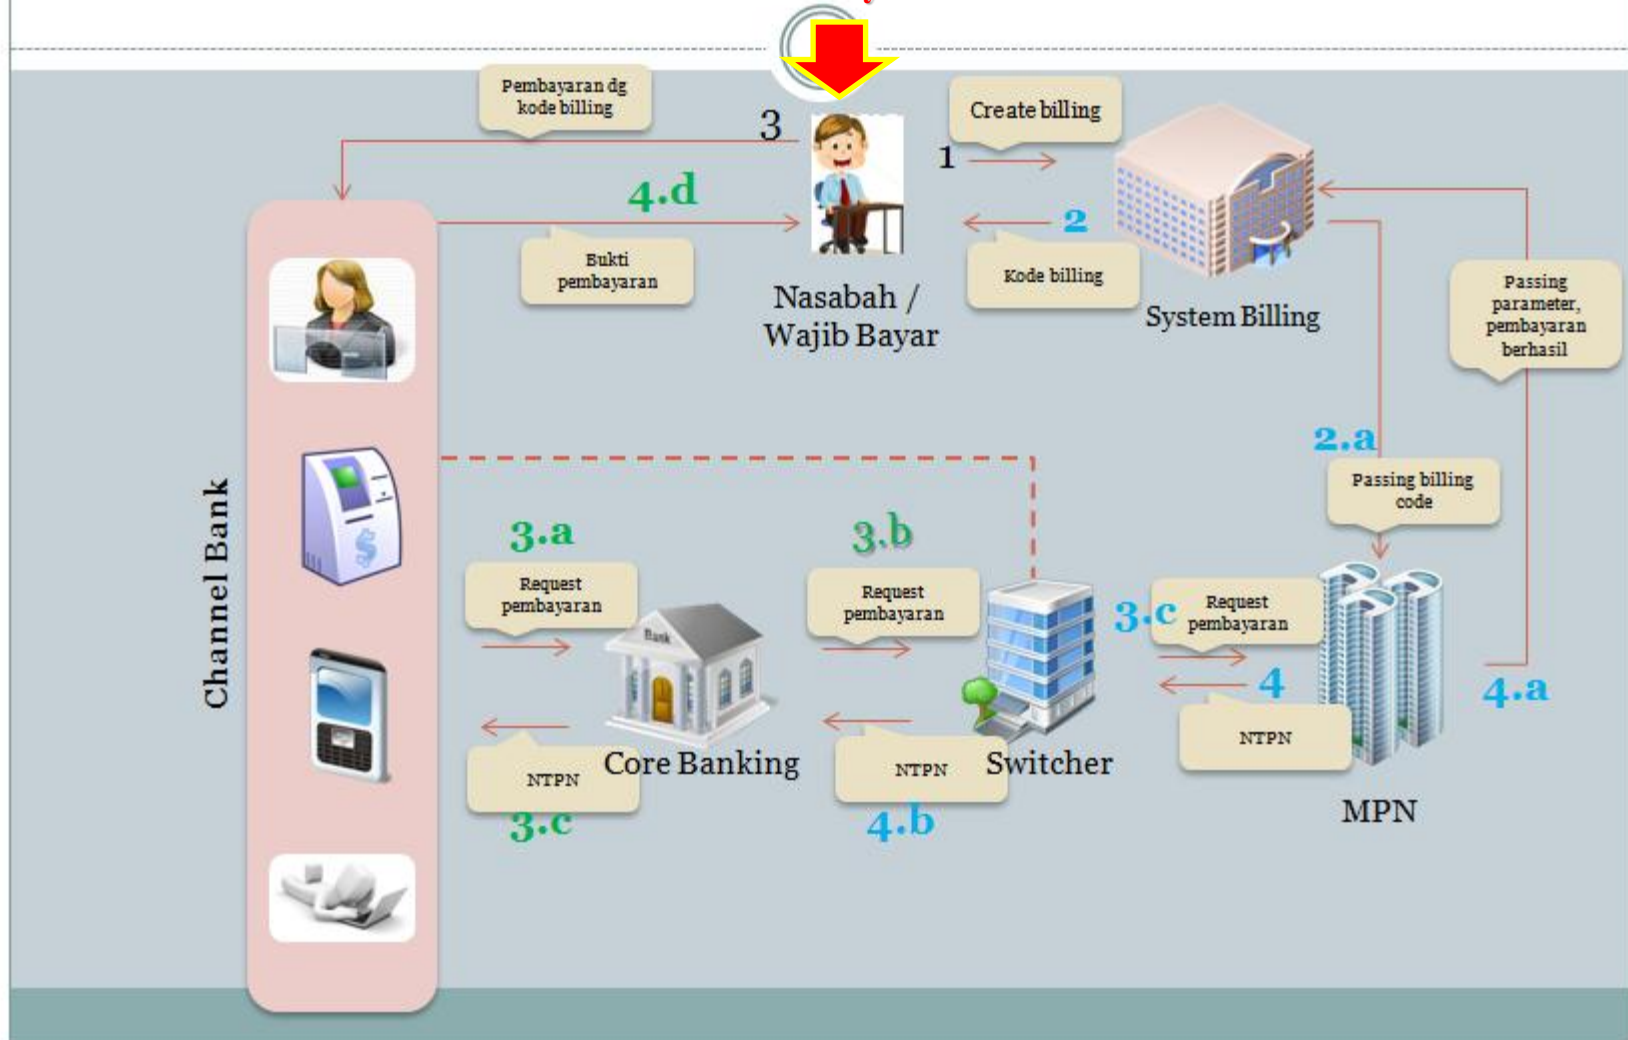 Pembayaran dg
kode billing
3
Create billing
1
4.d
2
Bukti
pembayaran
Kode billing
Nasabah /
Wajib Bayar
System Billing
Passing
parameter,
pembayaran
berhasil
2.a
Passing billing
code
Channel Bank
3.a
Request
pembayaran
3.b
Request
pembayaran
3.c
Request
pembayaran
Bank
4
4.a
NTPN
Core Banking
NTPN
Switcher
NTPN
3.c
4.b
MPN